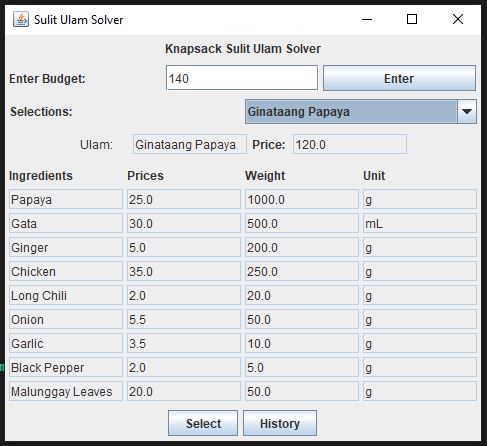 Sulit Ulam Solver
Knapsack Sulit Ulam Solver
Enter Budget: 140 Enter
Selections: Ginataang Papaya
Ulam: Ginataang Papaya Price: 120.0
Ingredients Prices Weight Unit
Papaya 25.0 1000.0 g
Gata 30.0 500.0 mL
Ginger 5.0 200.0 g
Chicken 35.0 250.0 g
Long Chili 2.0 20.0 g
Onion 5.5 50.0 g
Garlic 3.5 10.0 g
Black Pepper 2.0 5.0 g
Malunggay Leaves 20.0 50.0 g
Select History